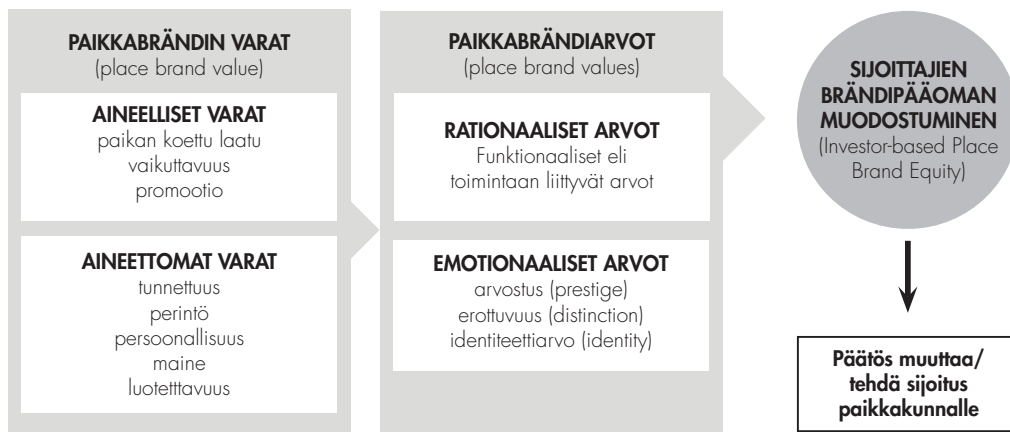 PAIKKABRÄNDIN VARAT
(place brand value)
AINEELLISET VARAT
paikan koettu laatu
vaikuttavuus
promootio
AINEETTOMAT VARAT
tunnettuus
perintö
persoonallisuus
maine
luotetttavuus
PAIKKABRÄNDIARVOT
(place brand values)
RATIONAALISET ARVOT
Funktionaaliset eli
toimintaan liittyvät arvot
EMOTIONAALISET ARVOT
arvostus (prestige)
erottuvuus (distinction)
identiteettiarvo (identity)
SIJOITTAJIEN
BRÄNDIPÄÄOMAN
MUODOSTUMINEN
(Investor-based Place
Brand Equity)
Päätös muuttaa/
tehdä sijoitus
paikkakunnalle